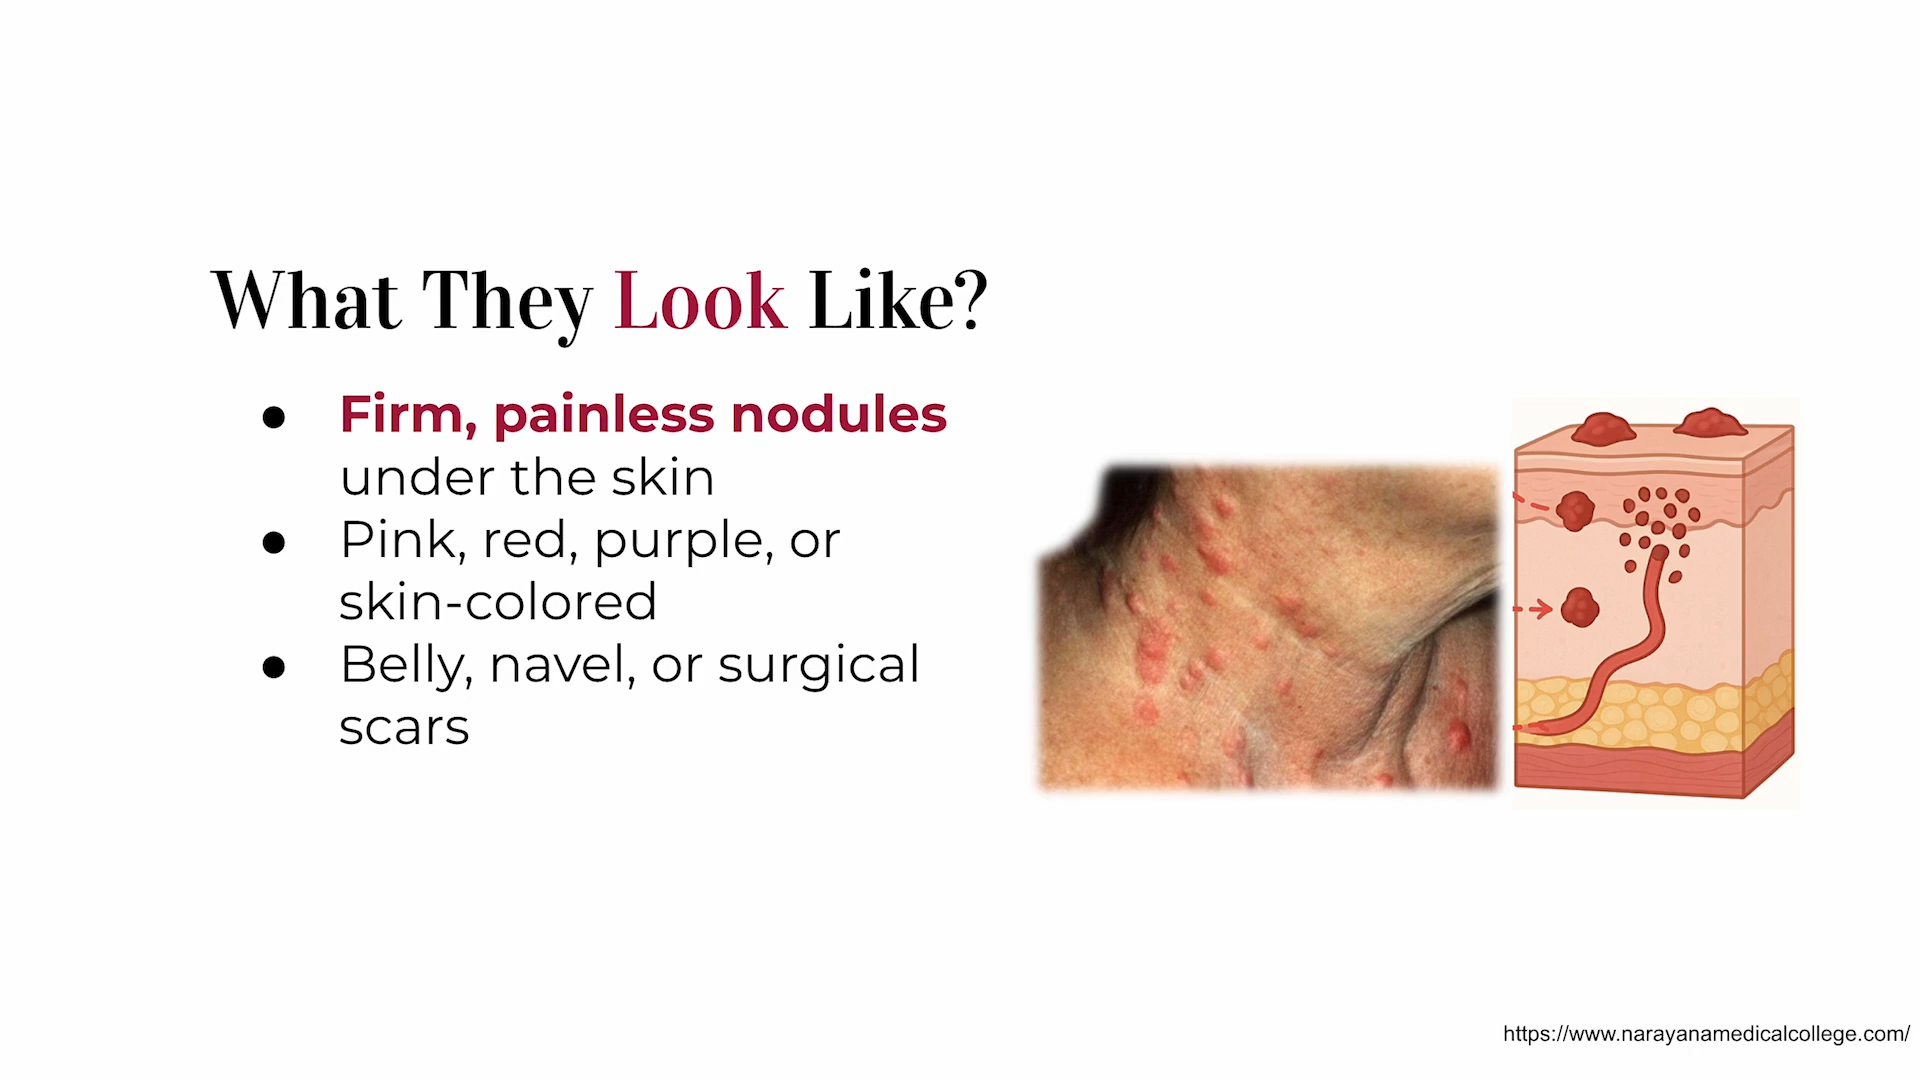 What They Look Like?
● Firm, painless nodules
under the skin
● Pink, red, purple, or
skin-colored
● Belly, navel, or surgical
scars
https://www.narayanamedicalcollege.com/